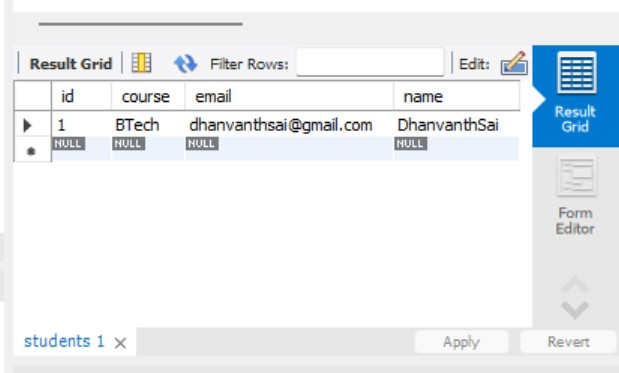 Result Grid Filter Rows: Edit:
id course email name
1 BTech dhanvanthsai@gmail.com DhanvanthSai
NULL NULL NULL NULL
Result
Grid
Form
Editor
students 1 Apply Revert